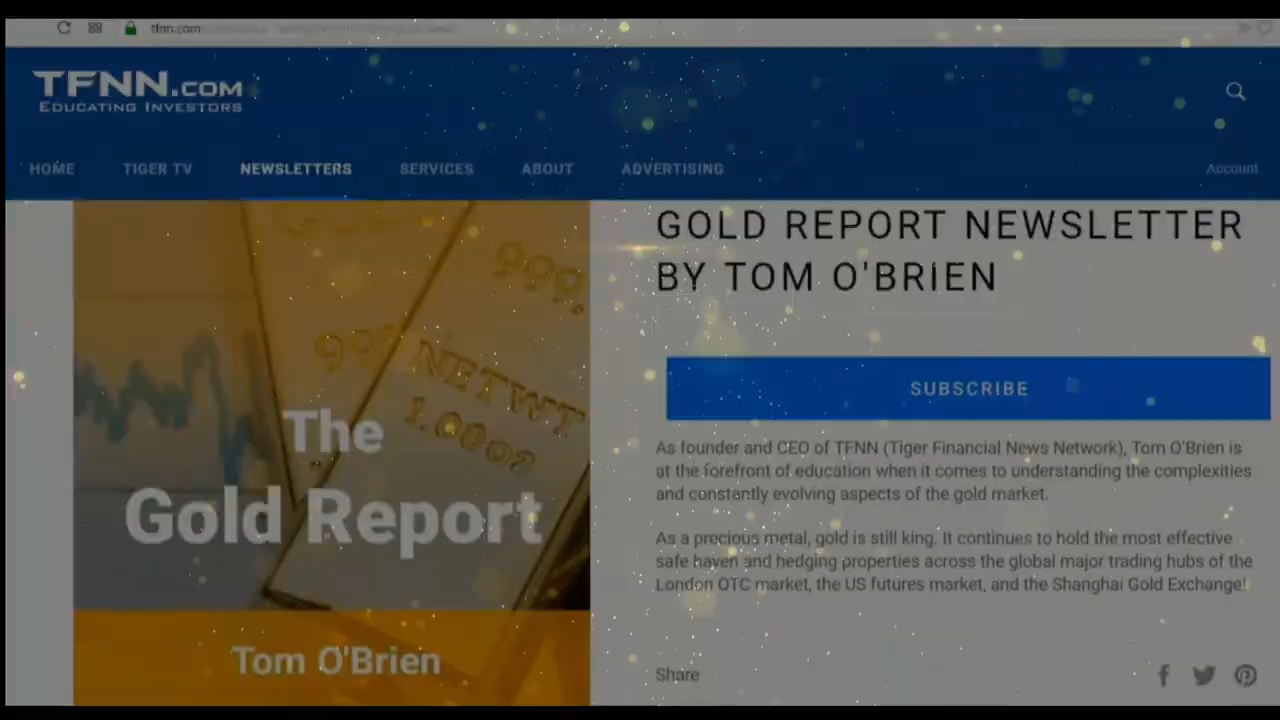 tfnn.com
TFNN.COM
EDUCATING INVESTORS
HOME TIGER TV NEWSLETTERS SERVICES ABOUT ADVERTISING Account
GOLD REPORT NEWSLETTER
BY TOM O'BRIEN
999.
NETWT
The
Gold Report
Tom O'Brien
SUBSCRIBE
As founder and CEO of TFNN (Tiger Financial News Network), Tom O'Brien is
at the forefront of education when it comes to understanding the complexities
and constantly evolving aspects of the gold market.
As a precious metal, gold is still king. It continues to hold the most effective
safe haven and hedging properties across the global major trading hubs of the
London OTC market, the US futures market, and the Shanghai Gold Exchange!
Share